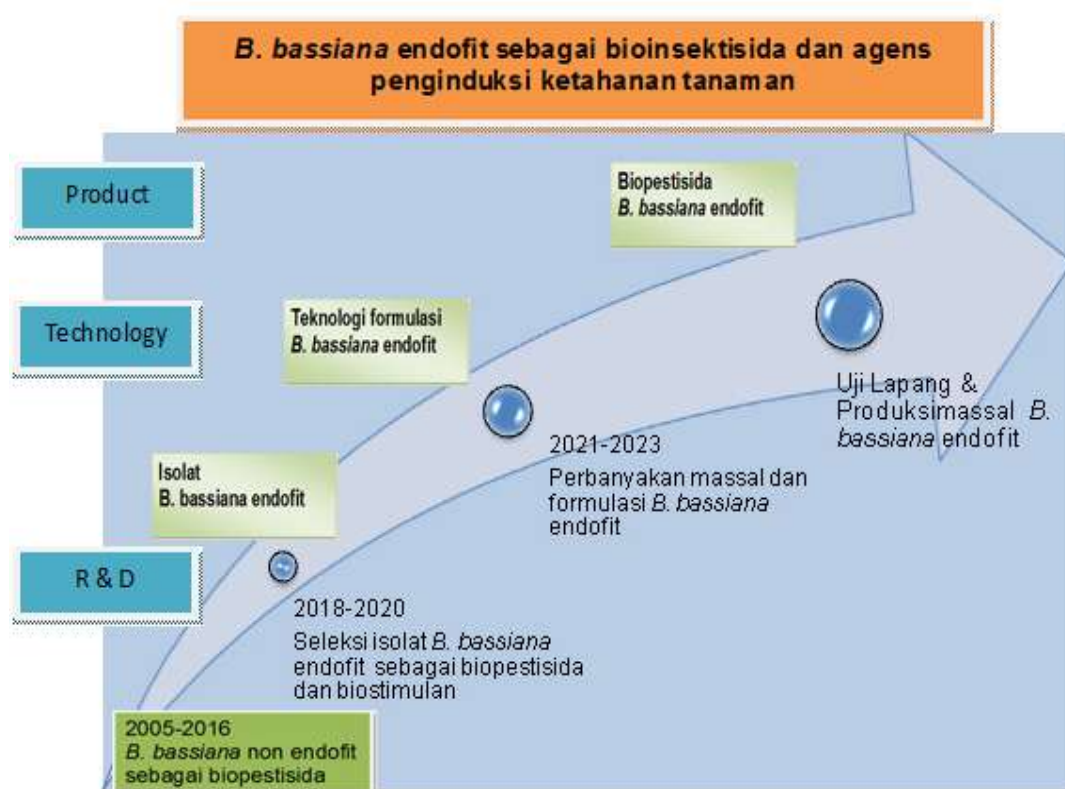 B. bassiana endofit sebagai bioinsektisida dan agens
penginduksi ketahanan tanaman
Product
Biopestisida
B. bassiana endofit
Technology
Teknologi formulasi
B. bassiana endofit
Uji Lapang &
Produksimassal B.
bassiana endofit
2021-2023
Perbanyakan massal dan
formulasi B. bassiana
endofit
Isolat
B. bassiana endofit
R & D
2018-2020
Seleksi isolat B. bassiana
endofit sebagai biopestisida
dan biostimulan
2005-2016
B. bassiana non endofit
sebagai biopestisida